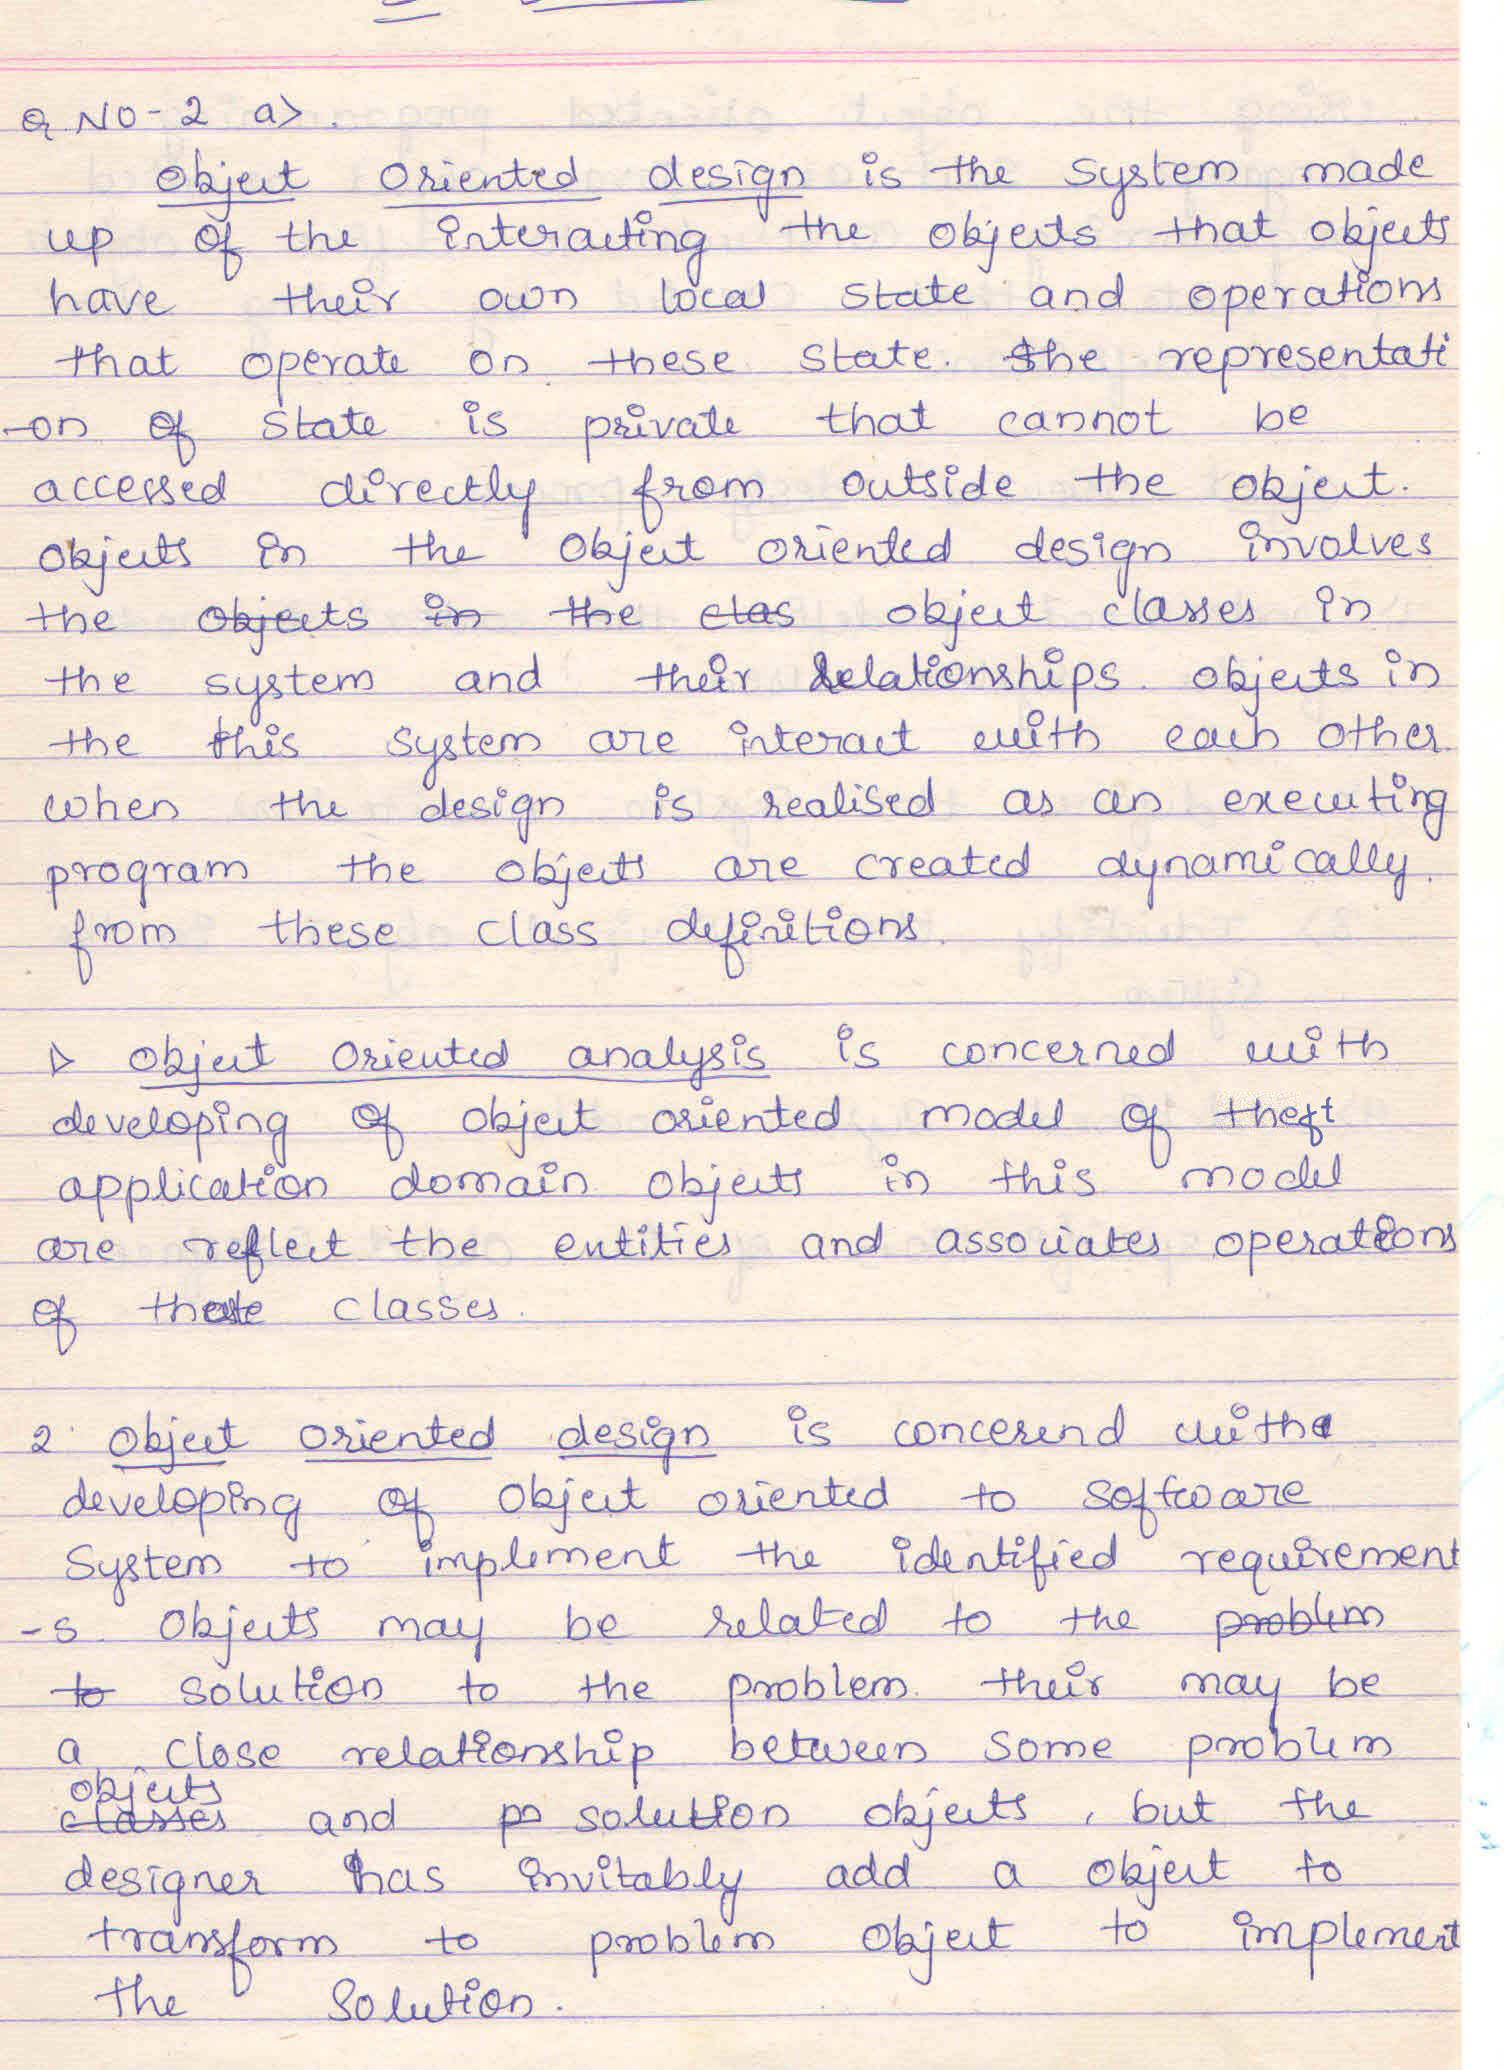 Q NO - 2 a>.
Object Oriented design is the system made
up of the interacting the objects that objects
have their own local state and operations
that operate on these state. the representati
-on of state is private that cannot be
accessed directly from outside the object.
objects in the object oriented design involves
the objects in the clas object classes in
the system and their Relationships. objects in
the this system are interact with each other.
when the design is realised as an executing
program the objects are created dynamically.
from these class definitions.
1> object oriented analysis is concerned with
developing of object oriented model of the
application domain. objects in this model
are reflect the entities and associates operations
of these classes.
2. object oriented design is concerend with
developing of object oriented to software
System to implement the identified requirement
-s. Objects may be related to the problem
to solution to the problem. their may be
a close relationship between some problem
objects
classes and po solution objects, but the
designer has invitably add a object to
transform to problem object to implement
the solution.